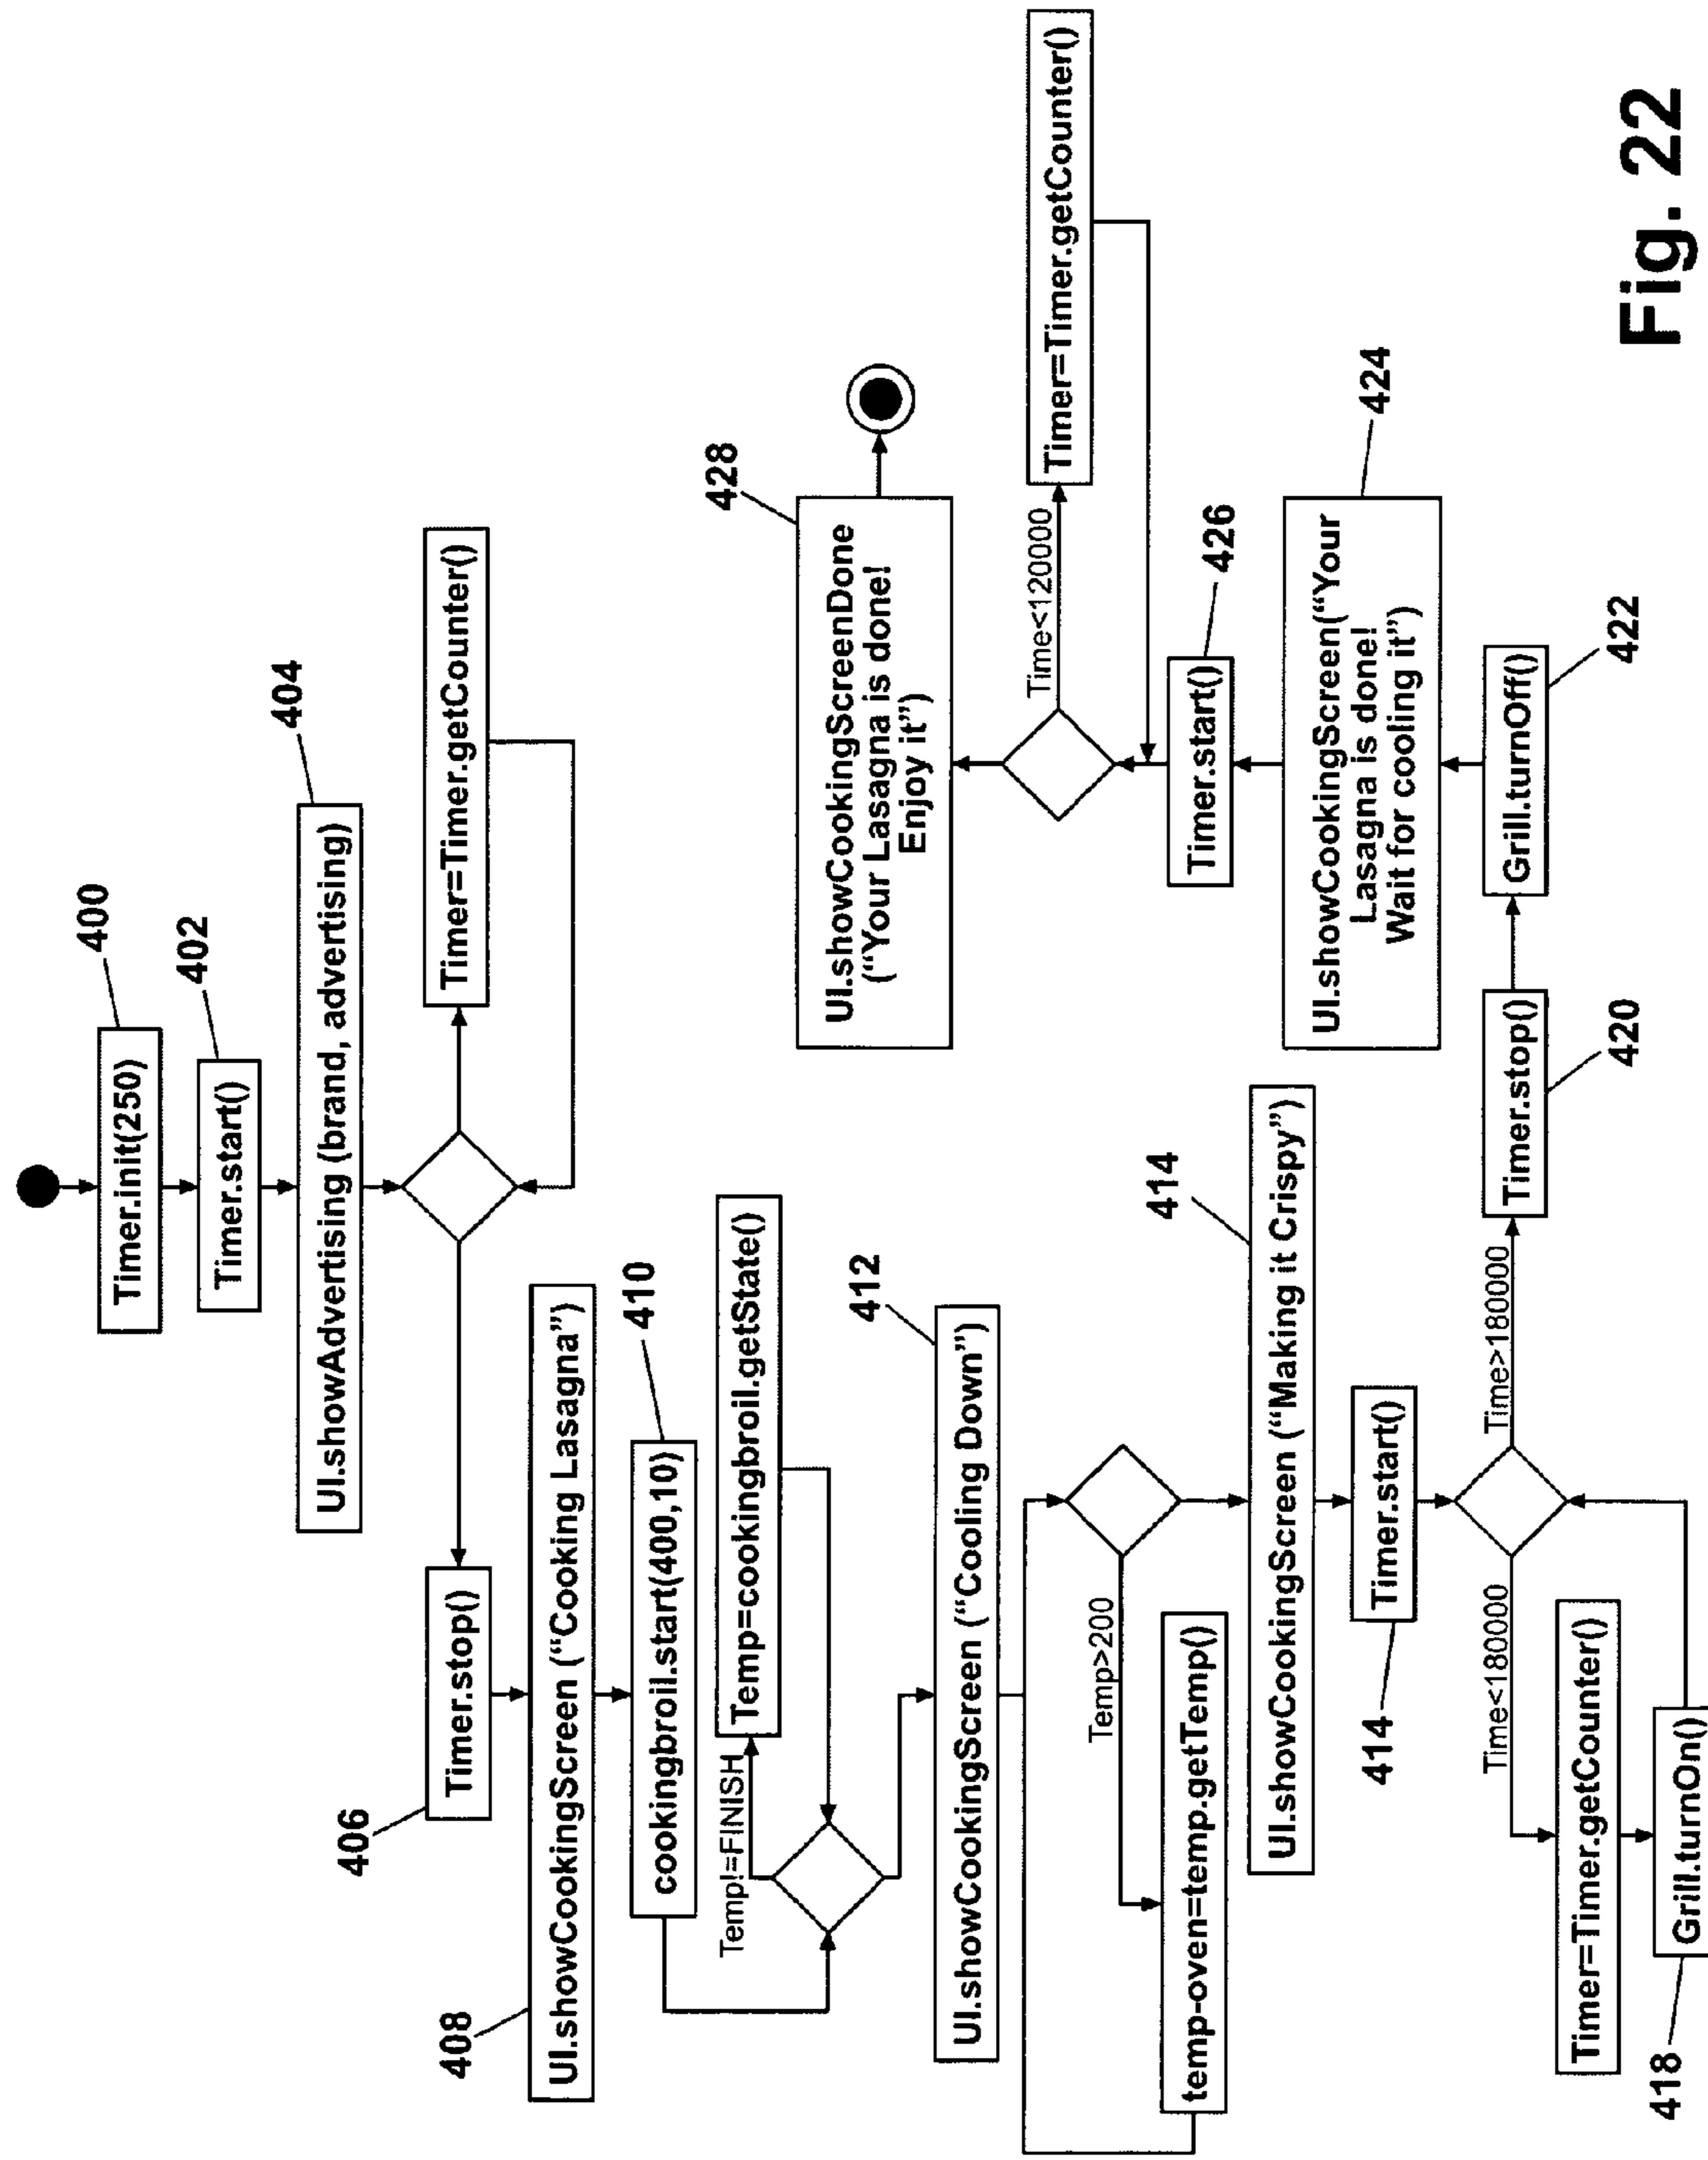 400
Timer.init(250)
402
Timer.start()
404
UI.showAdvertising (brand, advertising)
Timer=Timer.getCounter()
406
Timer.stop()
408
UI.showCookingScreen (“Cooking Lasagna”)
410
cookingbroil.start(400,10)
Temp!=FINISH
Temp=cookingbroil.getState()
412
UI.showCookingScreen (“Cooling Down”)
Temp>200
temp-oven=temp.getTemp()
414
UI.showCookingScreen (“Making it Crispy”)
414
Timer.start()
Time<180000
Time>180000
Timer=Timer.getCounter()
418
Grill.turnOn()
Timer.stop()
420
Grill.turnOff()
422
UI.showCookingScreen(“Your
Lasagna is done!
Wait for cooling it”)
424
Timer.start()
426
Time<120000
Timer=Timer.getCounter()
428
UI.showCookingScreenDone
(“Your Lasagna is done!
Enjoy it”)
Fig. 22